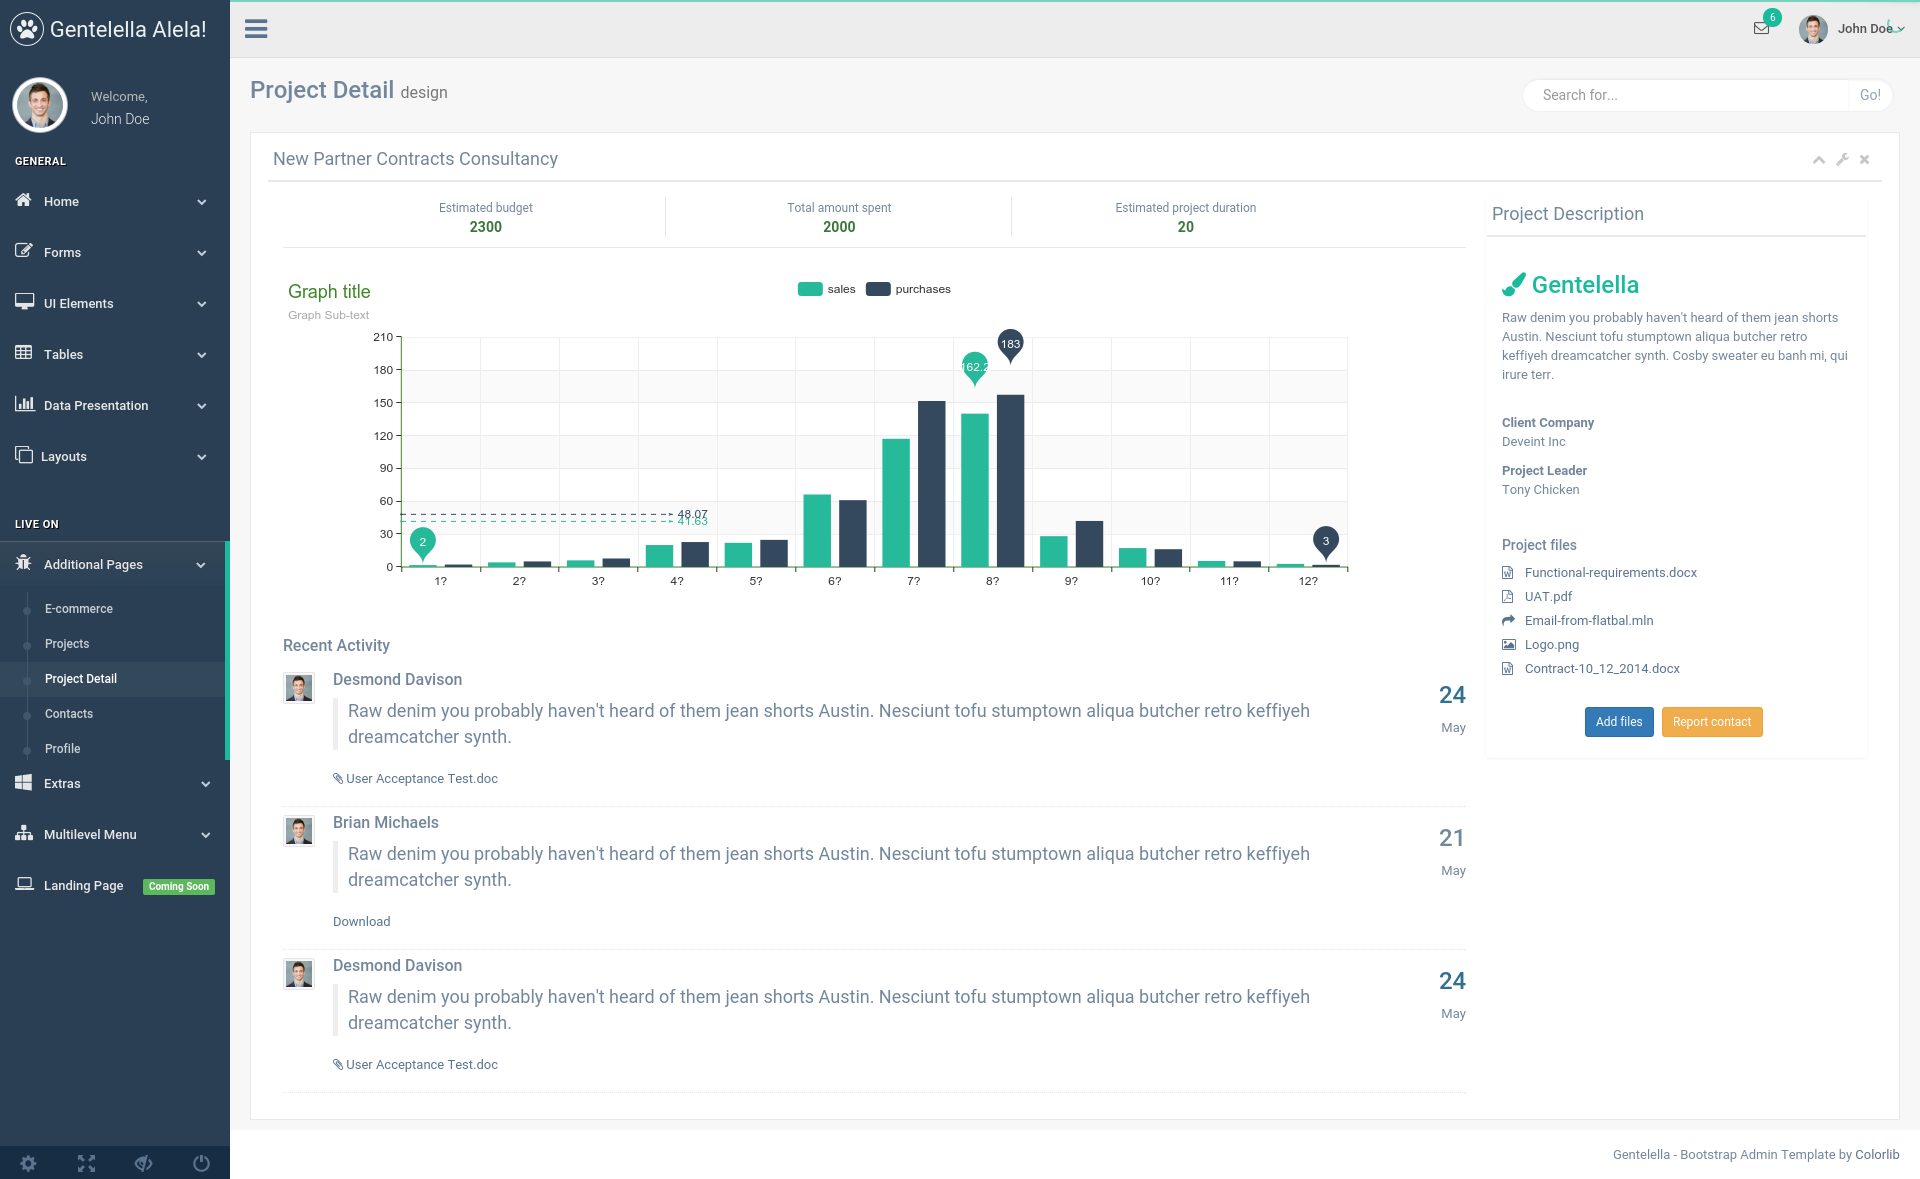 Gentelella Alela!
Welcome,
John Doe
GENERAL
Home
Forms
UI Elements
Tables
Data Presentation
Layouts
LIVE ON
Additional Pages
E-commerce
Projects
Project Detail
Contacts
Profile
Extras
Multilevel Menu
Landing Page Coming Soon
6
John Doe
Project Detail design
Search for... Go!
New Partner Contracts Consultancy
Estimated budget
2300
Total amount spent
2000
Estimated project duration
20
Graph title
Graph Sub-text
sales purchases
210
180
150
120
90
60
30
0
2
48.07
41.63
162.2
183
3
1? 2? 3? 4? 5? 6? 7? 8? 9? 10? 11? 12?
Recent Activity
Desmond Davison
Raw denim you probably haven't heard of them jean shorts Austin. Nesciunt tofu stumptown aliqua butcher retro keffiyeh
dreamcatcher synth.
24
May
User Acceptance Test.doc
Brian Michaels
Raw denim you probably haven't heard of them jean shorts Austin. Nesciunt tofu stumptown aliqua butcher retro keffiyeh
dreamcatcher synth.
21
May
Download
Desmond Davison
Raw denim you probably haven't heard of them jean shorts Austin. Nesciunt tofu stumptown aliqua butcher retro keffiyeh
dreamcatcher synth.
24
May
User Acceptance Test.doc
Project Description
Gentelella
Raw denim you probably haven't heard of them jean shorts
Austin. Nesciunt tofu stumptown aliqua butcher retro
keffiyeh dreamcatcher synth. Cosby sweater eu banh mi, qui
irure terr.
Client Company
Deveint Inc
Project Leader
Tony Chicken
Project files
Functional-requirements.docx
UAT.pdf
Email-from-flatbal.mln
Logo.png
Contract-10_12_2014.docx
Add files Report contact
Gentelella - Bootstrap Admin Template by Colorlib